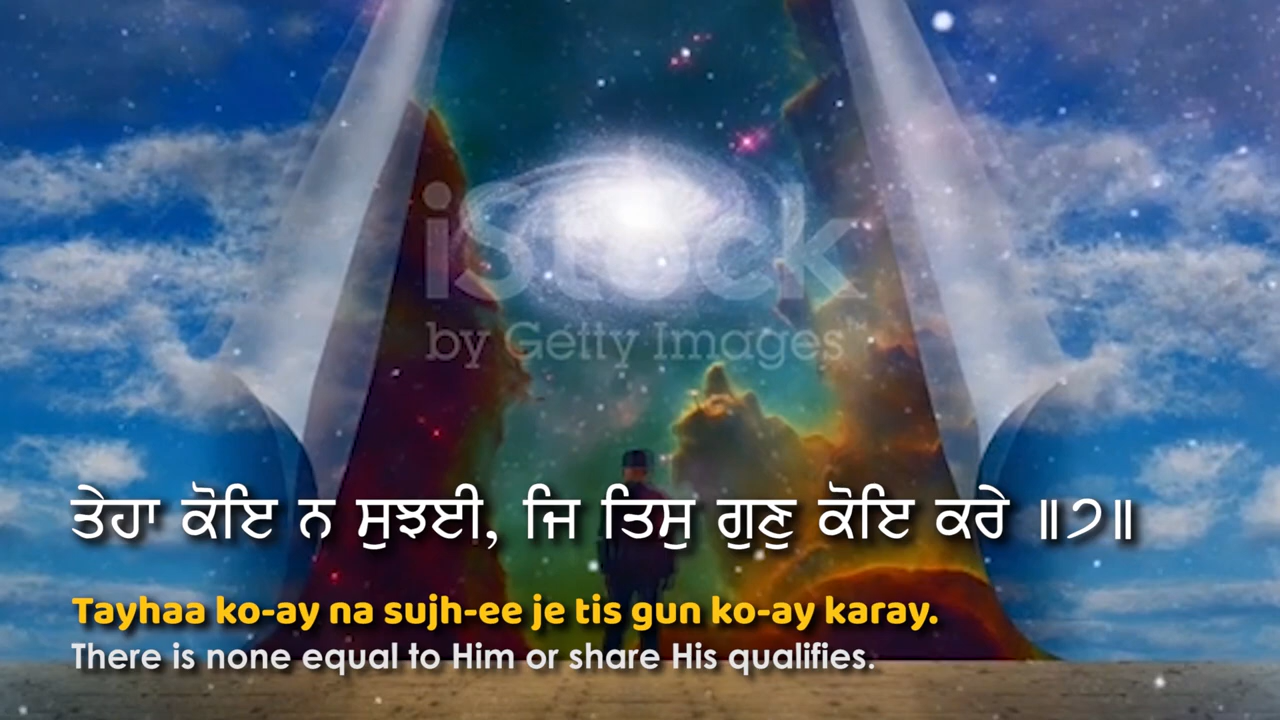 iStock
by Getty Images™
ਤੇਹਾ ਕੋਇ ਨ ਸੁਝਈ, ਜਿ ਤਿਸੁ ਗੁਣੁ ਕੋਇ ਕਰੇ ॥੭॥
Tayhaa ko-ay na sujh-ee je tis gun ko-ay karay.
There is none equal to Him or share His qualifies.